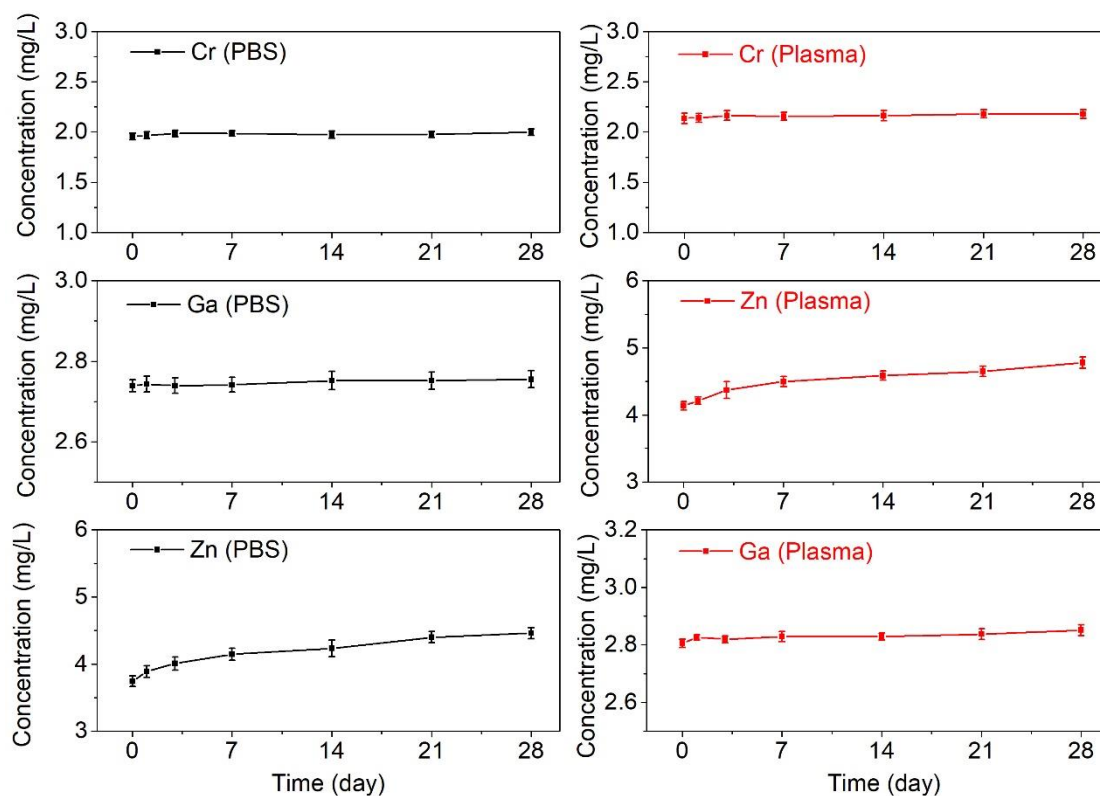 Concentration (mg/L)
3.0
2.5
2.0
1.5
1.0
Cr (PBS)
0 7 14 21 28
Concentration (mg/L)
3.0
2.5
2.0
1.5
1.0
Cr (Plasma)
0 7 14 21 28
Concentration (mg/L)
3.0
2.8
2.6
Ga (PBS)
0 7 14 21 28
Concentration (mg/L)
6
5
4
3
Zn (Plasma)
0 7 14 21 28
Concentration (mg/L)
6
5
4
3
Zn (PBS)
0 7 14 21 28
Time (day)
Concentration (mg/L)
3.2
3.0
2.8
2.6
Ga (Plasma)
0 7 14 21 28
Time (day)